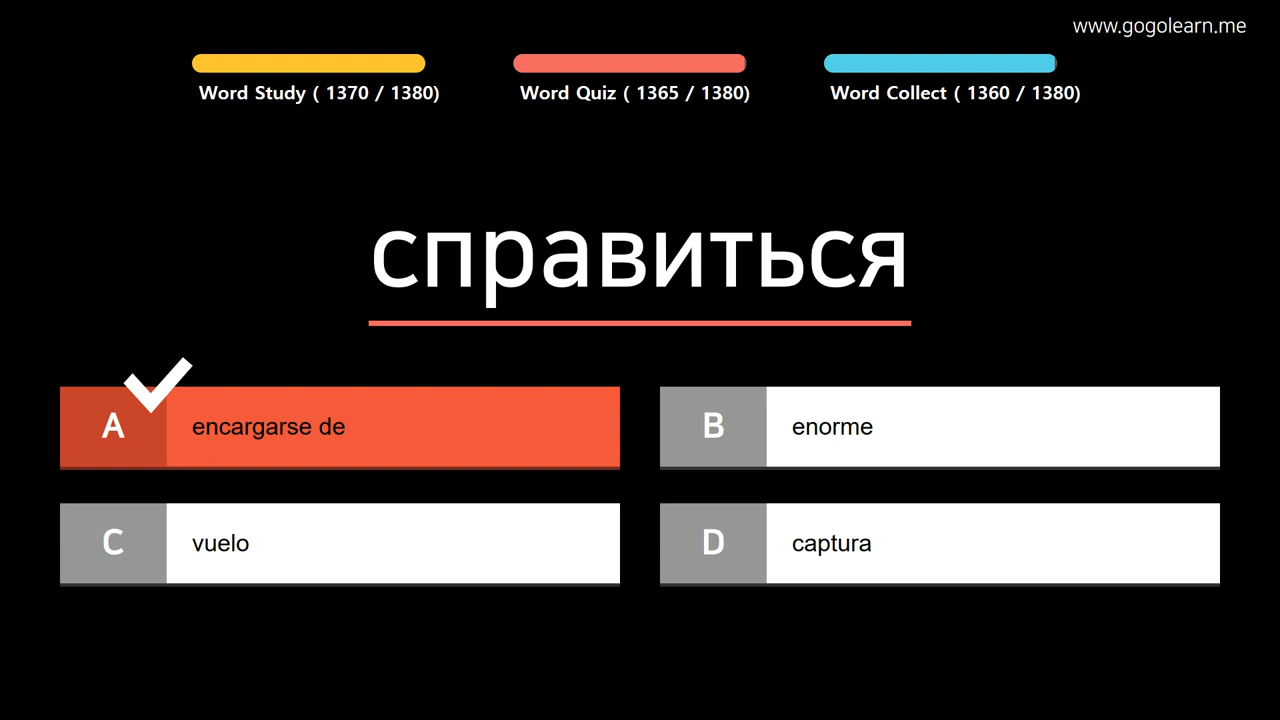 www.gogolearn.me
Word Study ( 1370 / 1380)
Word Quiz ( 1365 / 1380)
Word Collect ( 1360 / 1380)
справиться
A encargarse de
B enorme
C vuelo
D captura